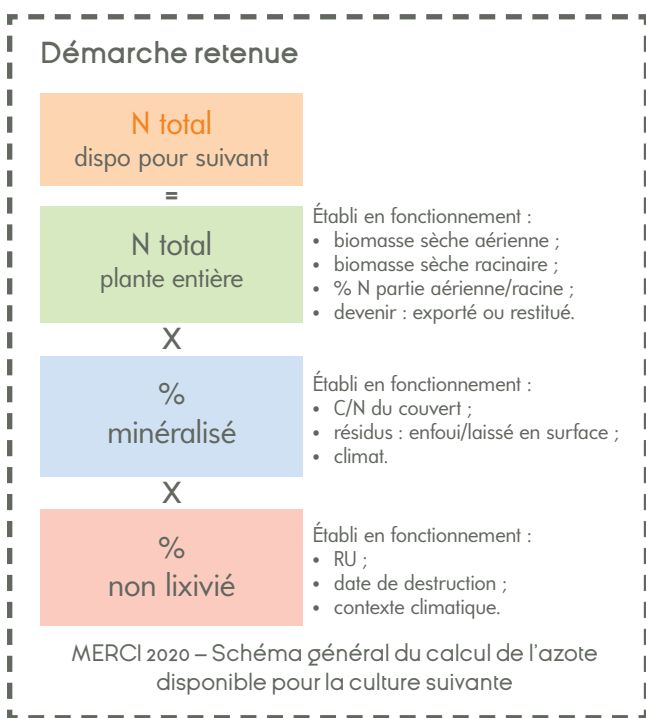 Démarche retenue
N total
dispo pour suivant
=
N total
plante entière
Établi en fonctionnement :
• biomasse sèche aérienne ;
• biomasse sèche racinaire ;
• % N partie aérienne/racine ;
• devenir : exporté ou restitué.
X
%
minéralisé
Établi en fonctionnement :
• C/N du couvert ;
• résidus : enfoui/laissé en surface ;
• climat.
X
%
non lixivié
Établi en fonctionnement :
• RU ;
• date de destruction ;
• contexte climatique.
MERCI 2020 – Schéma général du calcul de l'azote
disponible pour la culture suivante